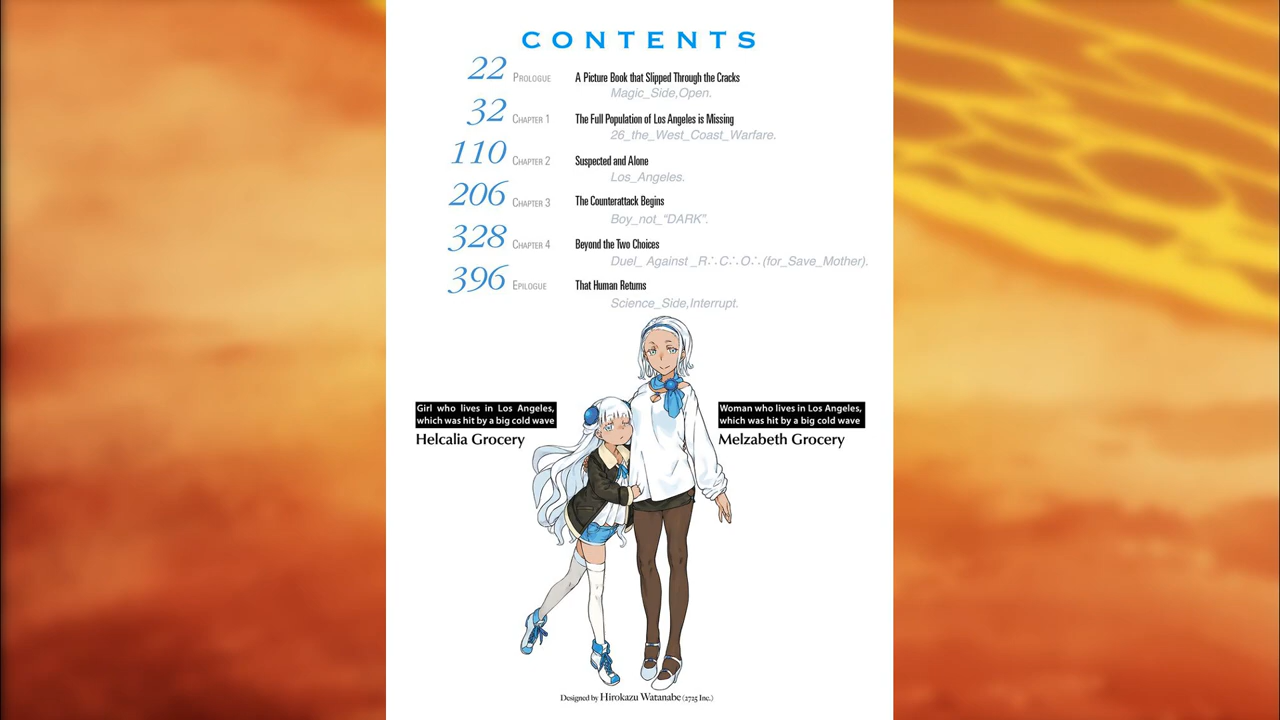 CONTENTS
22 PROLOGUE A Picture Book that Slipped Through the Cracks
Magic_Side,Open.
32 CHAPTER 1 The Full Population of Los Angeles is Missing
26_the_West_Coast_Warfare.
110 CHAPTER 2 Suspected and Alone
Los_Angeles.
206 CHAPTER 3 The Counterattack Begins
Boy_not_“DARK”.
328 CHAPTER 4 Beyond the Two Choices
Duel_ Against _R∴C∴O∴(for_Save_Mother).
396 EPILOGUE That Human Returns
Science_Side,Interrupt.
Girl who lives in Los Angeles,
which was hit by a big cold wave
Helcalia Grocery
Woman who lives in Los Angeles,
which was hit by a big cold wave
Melzabeth Grocery
Designed by Hirokazu Watanabe (2725 Inc.)